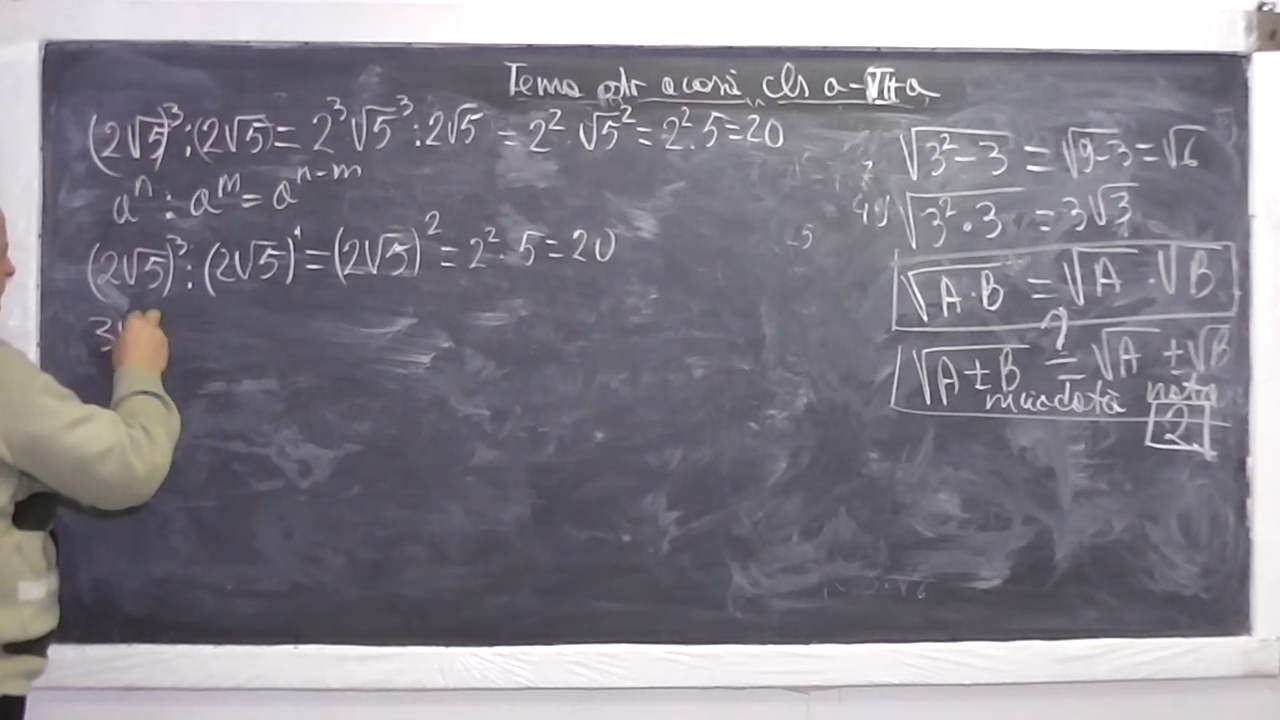 Tema ptr acasă cls a-VII-a
(2√5)³:(2√5) = 2³√5³:2√5 = 2²·√5² = 2²·5=20
aⁿ : aᵐ = aⁿ⁻ᵐ
(2√5)³:(2√5)¹=(2√5)²=2²·5=20
3
√(3²-3) = √(9-3)=√6
√(3²·3) = 3√3
√(A·B) = √A·√B
?
√(A±B) = √A ± √B
nota
2